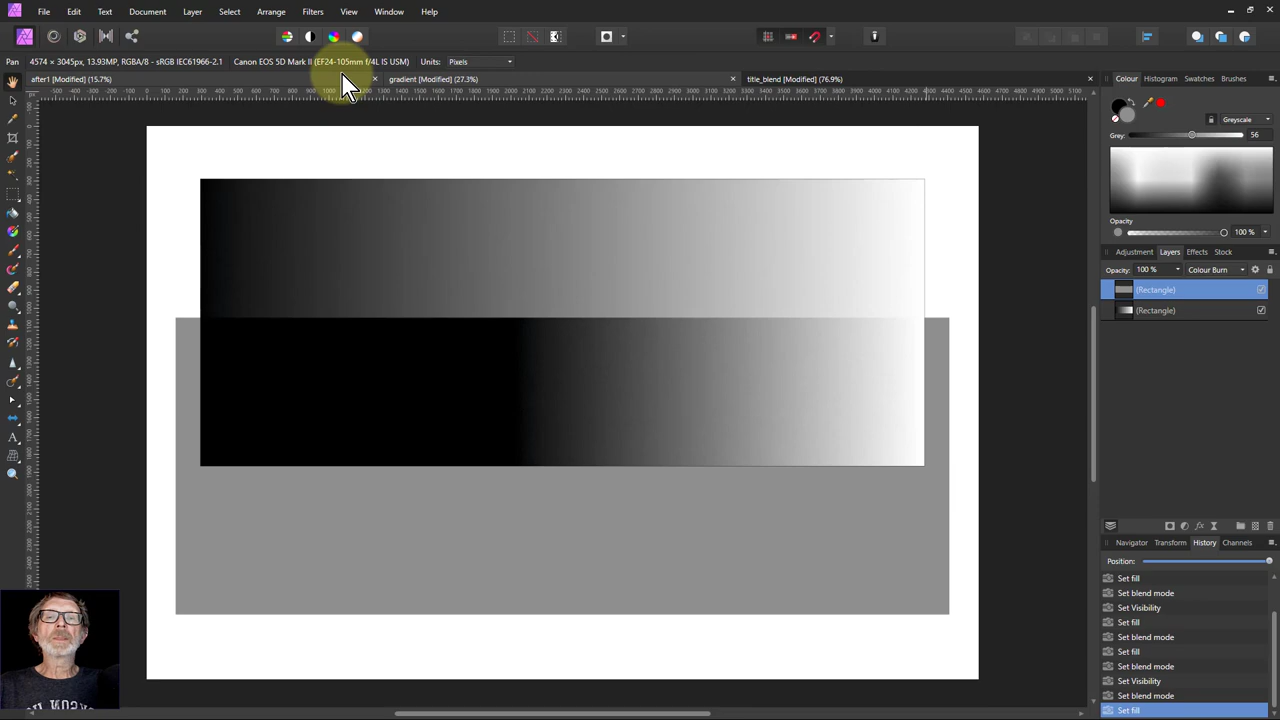 File Edit Text Document Layer Select Arrange Filters View Window Help
Pan 4574 × 3045px, 13.93MP, RGBA/8 - sRGB IEC61966-2.1 Canon EOS 5D Mark II (EF24-105mm f/4L IS USM) Units: Pixels
after1 [Modified] (15.7%) gradient [Modified] (27.3%) title_blend [Modified] (76.9%)
Colour Histogram Swatches Brushes
Greyscale
Grey: 56
Opacity
100 %
Adjustment Layers Effects Stock
Opacity: 100 % Colour Burn
(Rectangle)
(Rectangle)
Navigator Transform History Channels
Position:
Set fill
Set blend mode
Set Visibility
Set fill
Set blend mode
Set fill
Set blend mode
Set Visibility
Set blend mode
Set fill